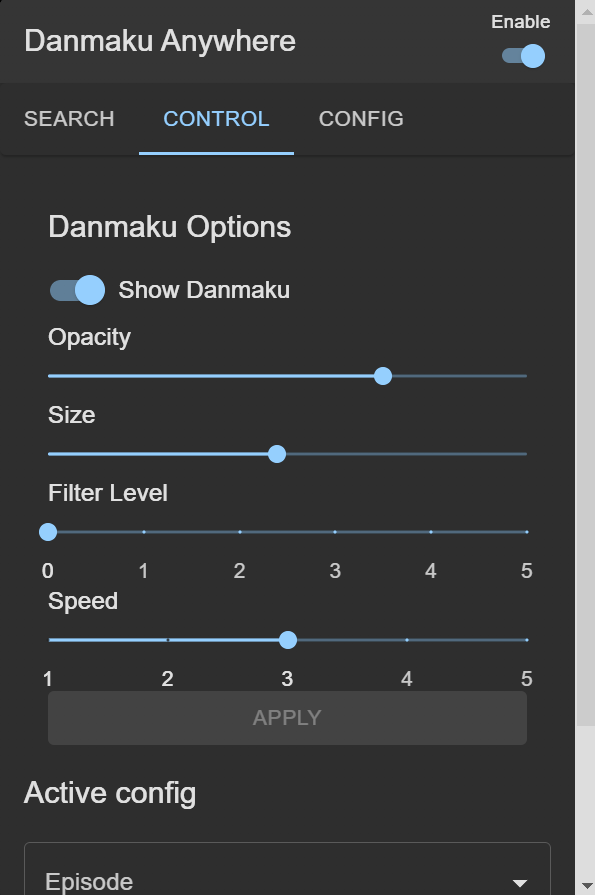 Danmaku Anywhere
Enable
SEARCH CONTROL CONFIG
Danmaku Options
Show Danmaku
Opacity
Size
Filter Level
0 1 2 3 4 5
Speed
1 2 3 4 5
APPLY
Active config
Episode